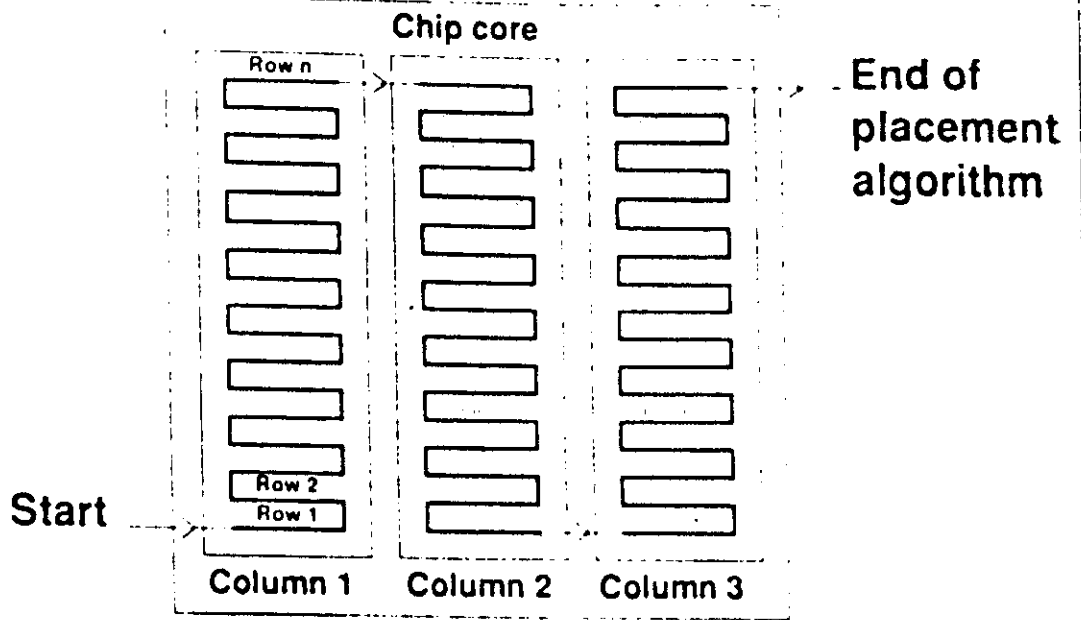 Chip core
Row n
End of
placement
algorithm
Row 2
Row 1
Start
Column 1
Column 2
Column 3